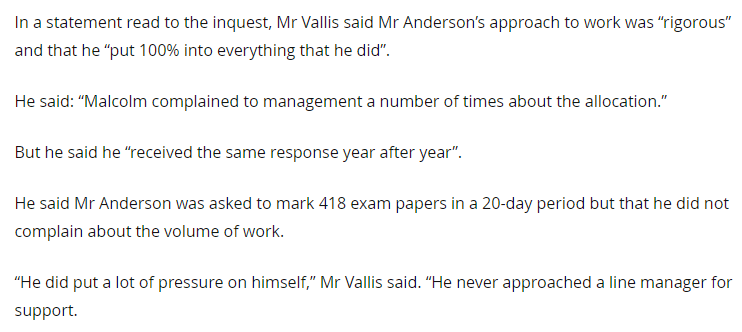 In a statement read to the inquest, Mr Vallis said Mr Anderson’s approach to work was “rigorous”
and that he “put 100% into everything that he did”.
He said: “Malcolm complained to management a number of times about the allocation.”
But he said he “received the same response year after year”.
He said Mr Anderson was asked to mark 418 exam papers in a 20-day period but that he did not
complain about the volume of work.
“He did put a lot of pressure on himself,” Mr Vallis said. “He never approached a line manager for
support.